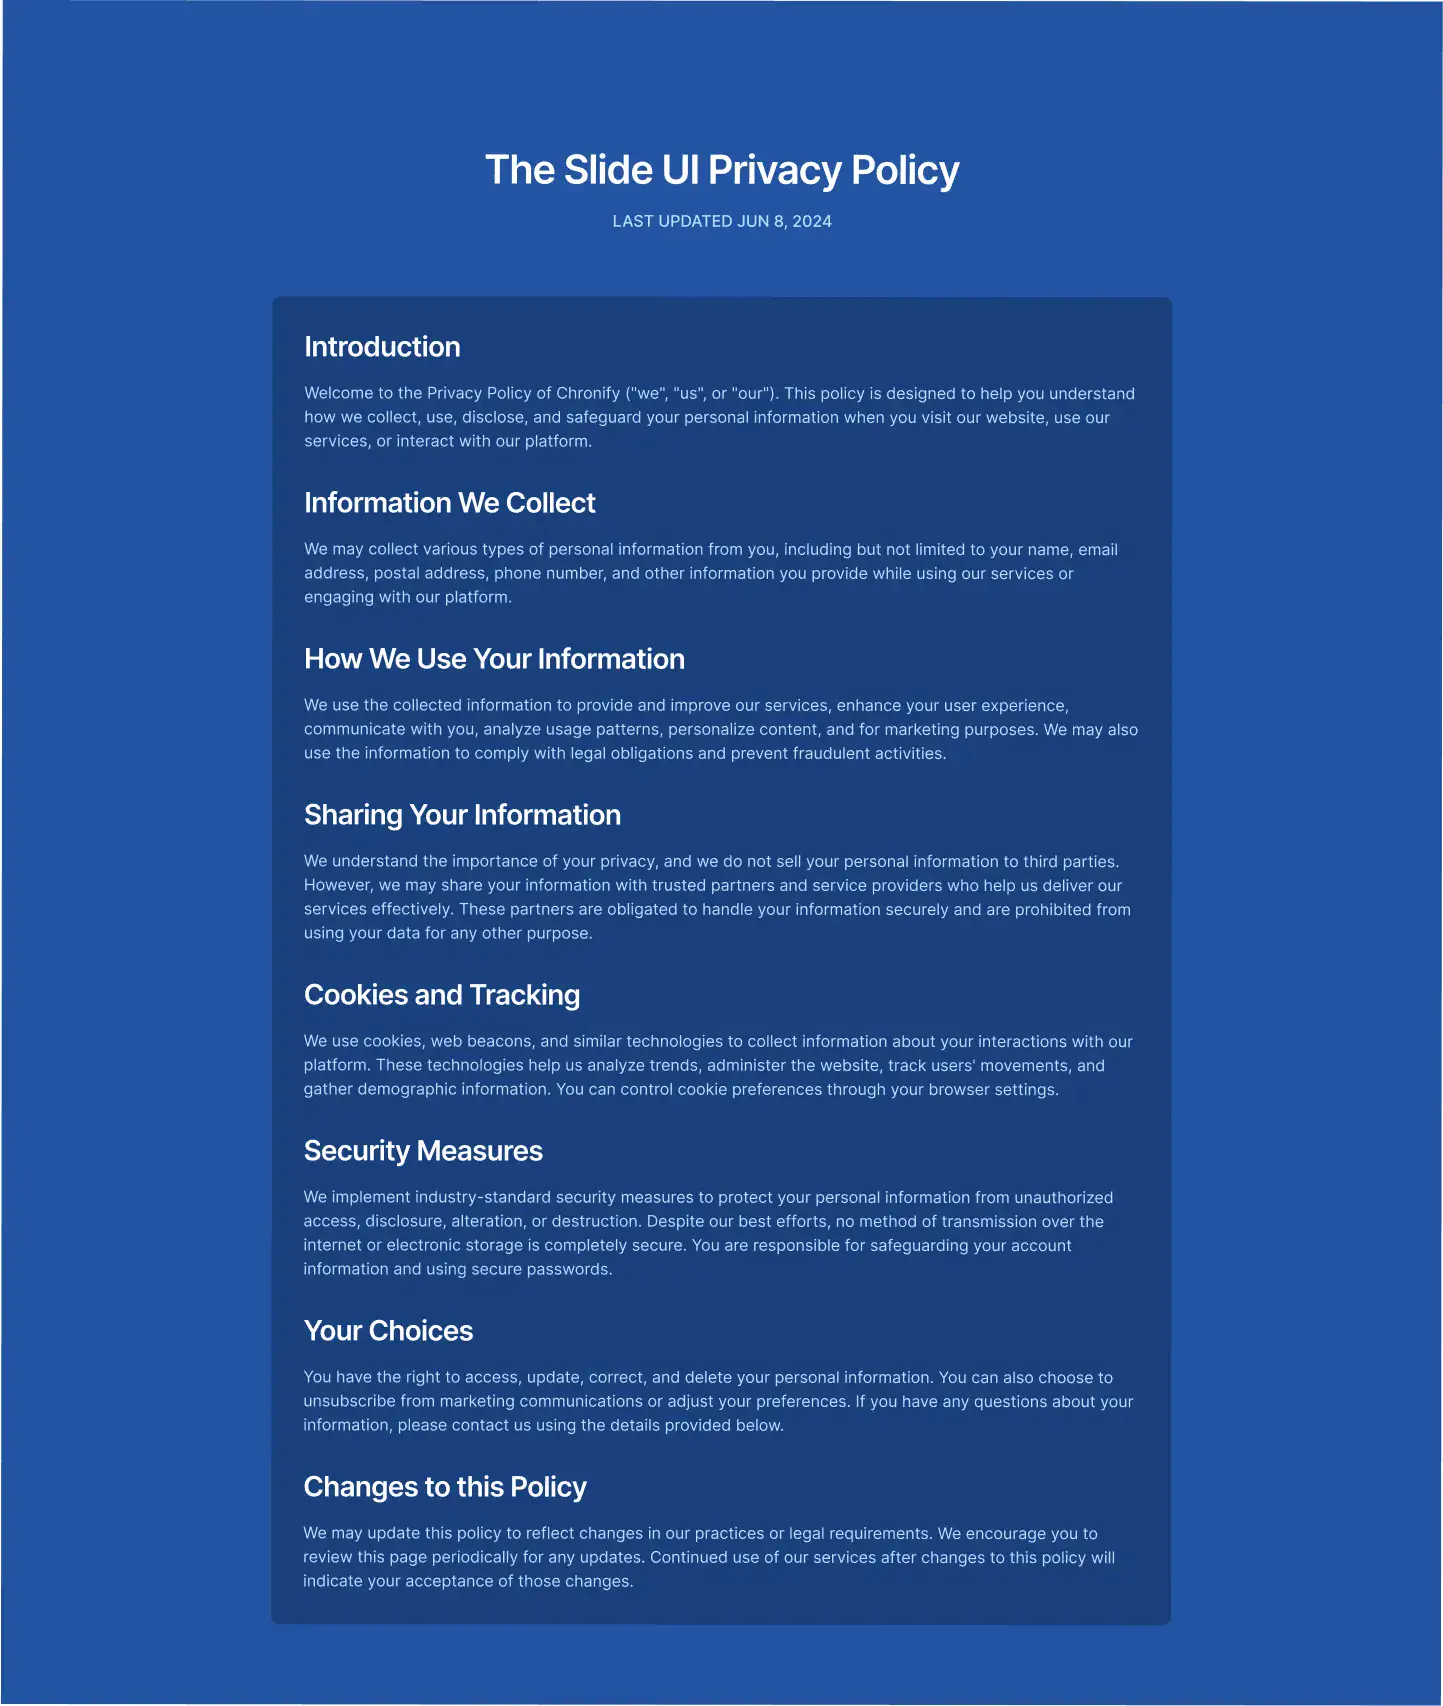 The Slide UI Privacy Policy
LAST UPDATED JUN 8, 2024
Introduction
Welcome to the Privacy Policy of Chronify ("we", "us", or "our"). This policy is designed to help you understand
how we collect, use, disclose, and safeguard your personal information when you visit our website, use our
services, or interact with our platform.
Information We Collect
We may collect various types of personal information from you, including but not limited to your name, email
address, postal address, phone number, and other information you provide while using our services or
engaging with our platform.
How We Use Your Information
We use the collected information to provide and improve our services, enhance your user experience,
communicate with you, analyze usage patterns, personalize content, and for marketing purposes. We may also
use the information to comply with legal obligations and prevent fraudulent activities.
Sharing Your Information
We understand the importance of your privacy, and we do not sell your personal information to third parties.
However, we may share your information with trusted partners and service providers who help us deliver our
services effectively. These partners are obligated to handle your information securely and are prohibited from
using your data for any other purpose.
Cookies and Tracking
We use cookies, web beacons, and similar technologies to collect information about your interactions with our
platform. These technologies help us analyze trends, administer the website, track users' movements, and
gather demographic information. You can control cookie preferences through your browser settings.
Security Measures
We implement industry-standard security measures to protect your personal information from unauthorized
access, disclosure, alteration, or destruction. Despite our best efforts, no method of transmission over the
internet or electronic storage is completely secure. You are responsible for safeguarding your account
information and using secure passwords.
Your Choices
You have the right to access, update, correct, and delete your personal information. You can also choose to
unsubscribe from marketing communications or adjust your preferences. If you have any questions about your
information, please contact us using the details provided below.
Changes to this Policy
We may update this policy to reflect changes in our practices or legal requirements. We encourage you to
review this page periodically for any updates. Continued use of our services after changes to this policy will
indicate your acceptance of those changes.